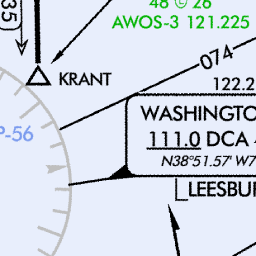 48 Ⓒ 26
AWOS-3 121.225
35
074
KRANT
122.2
WASHINGTO
111.0 DCA
N38°51.57' W7
P-56
LEESBU